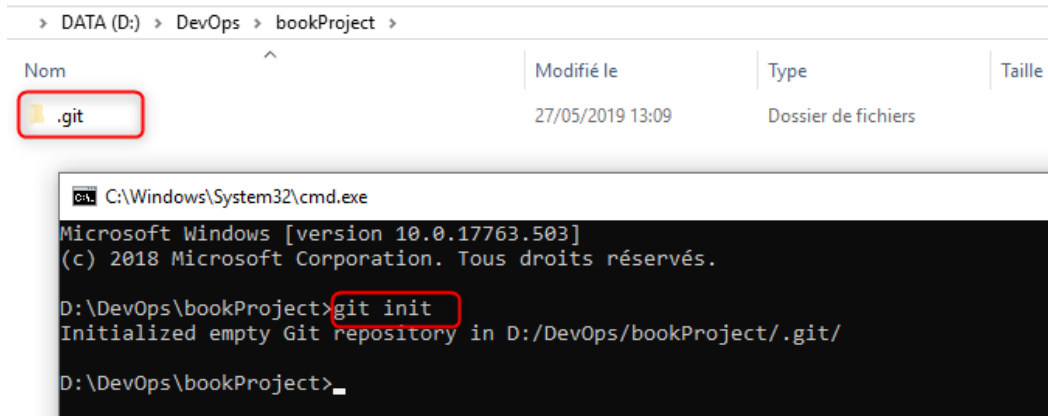 > DATA (D:) > DevOps > bookProject >
Nom Modifié le Type Taille
.git 27/05/2019 13:09 Dossier de fichiers
C:\Windows\System32\cmd.exe
Microsoft Windows [version 10.0.17763.503]
(c) 2018 Microsoft Corporation. Tous droits réservés.
D:\DevOps\bookProject>git init
Initialized empty Git repository in D:/DevOps/bookProject/.git/
D:\DevOps\bookProject>